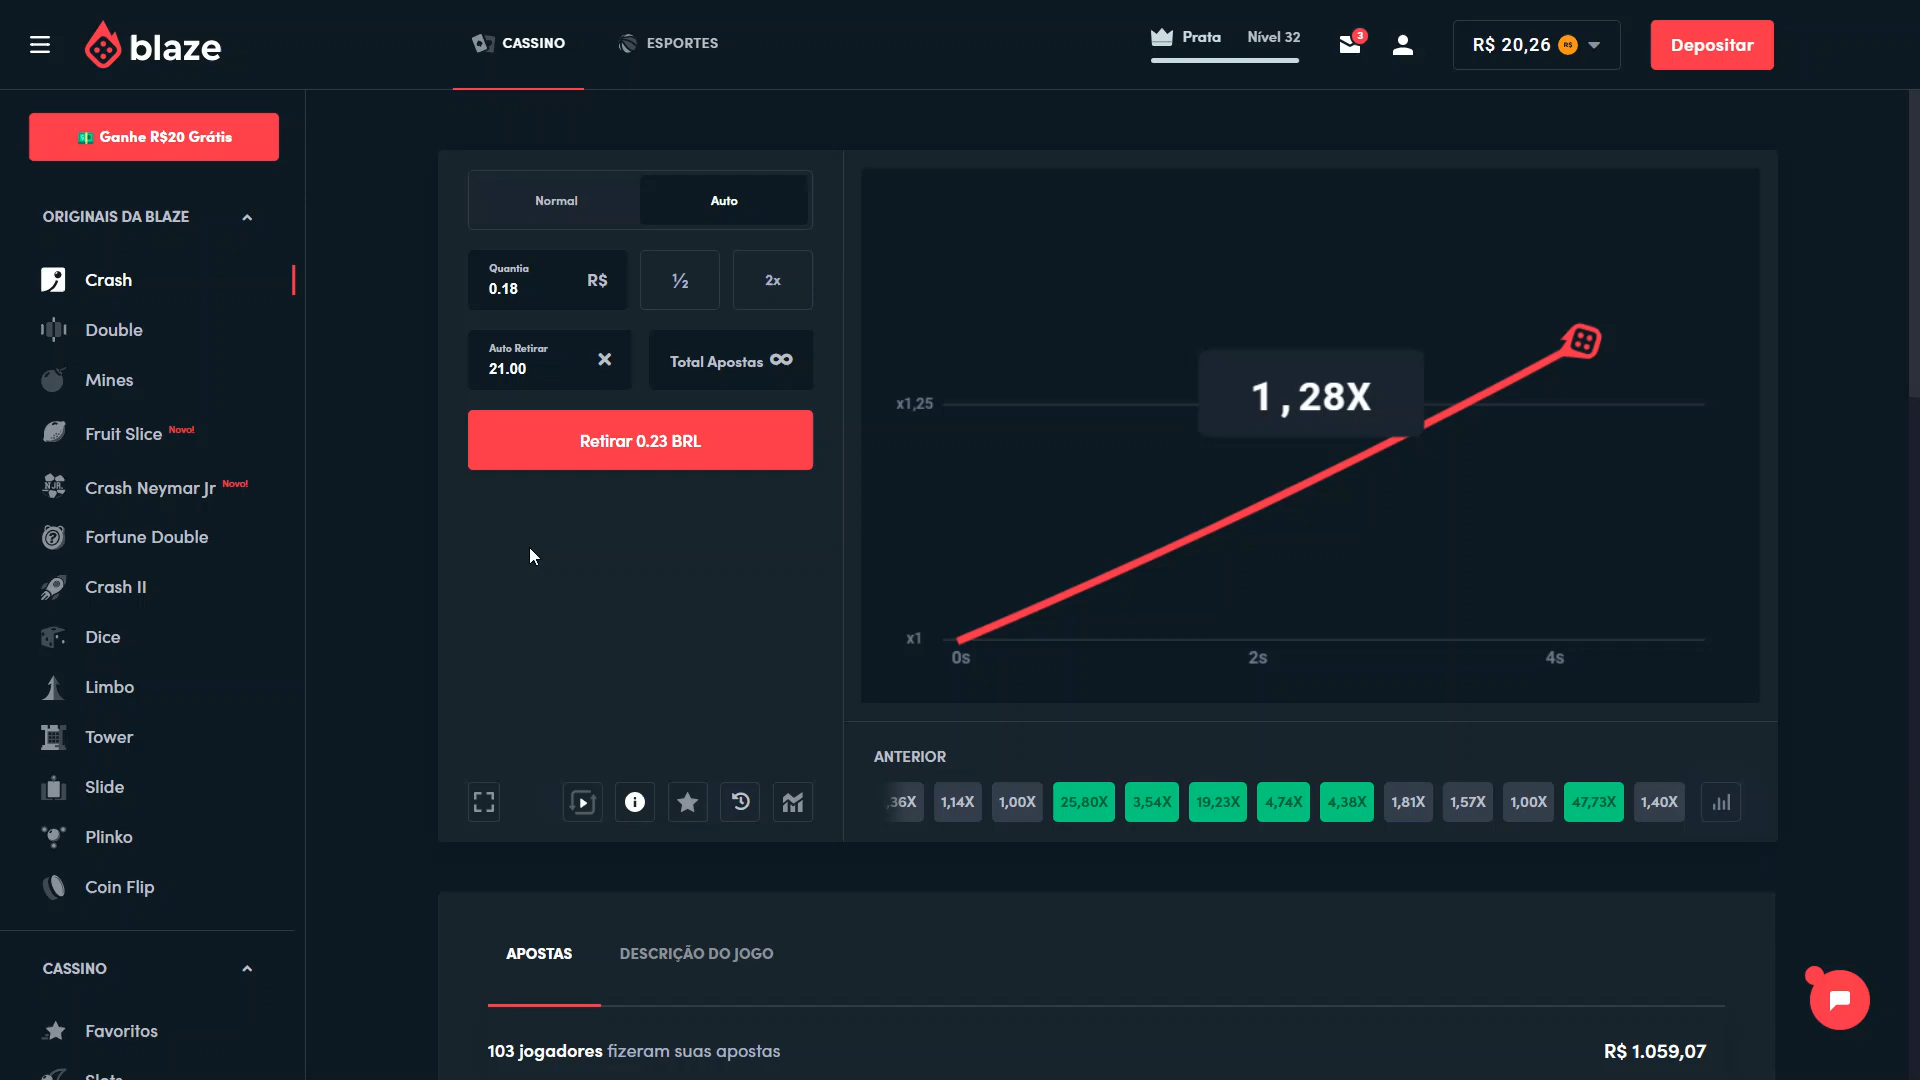 blaze
CASSINO
ESPORTES
Prata
Nível 32
3
R$ 20,26
R$
Depositar
Ganhe R$20 Grátis
ORIGINAIS DA BLAZE
Crash
Double
Mines
Fruit Slice Novo!
NJR
Crash Neymar Jr Novo!
Fortune Double
Crash II
Dice
Limbo
Tower
Slide
Plinko
Coin Flip
CASSINO
Favoritos
Slots
Normal
Auto
Quantia
0.18
R$
½
2x
Auto Retirar
21.00
Total Apostas ∞
Retirar 0.23 BRL
1,28X
x1,25
x1
0s
2s
4s
ANTERIOR
,36X
1,14X
1,00X
25,80X
3,54X
19,23X
4,74X
4,38X
1,81X
1,57X
1,00X
47,73X
1,40X
APOSTAS
DESCRIÇÃO DO JOGO
103 jogadores fizeram suas apostas
R$ 1.059,07